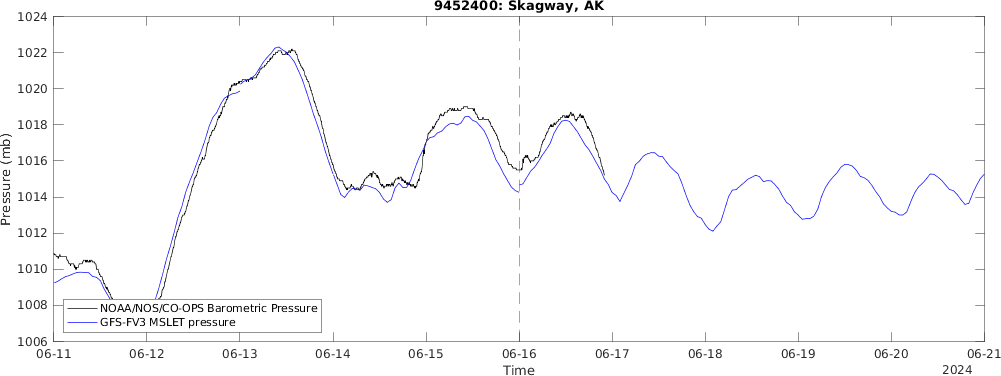 9452400: Skagway, AK
1024
1022
1020
1018
1016
1014
1012
1010
1008
1006
Pressure (mb)
NOAA/NOS/CO-OPS Barometric Pressure
GFS-FV3 MSLET pressure
06-11 06-12 06-13 06-14 06-15 06-16 06-17 06-18 06-19 06-20 06-21
Time
2024